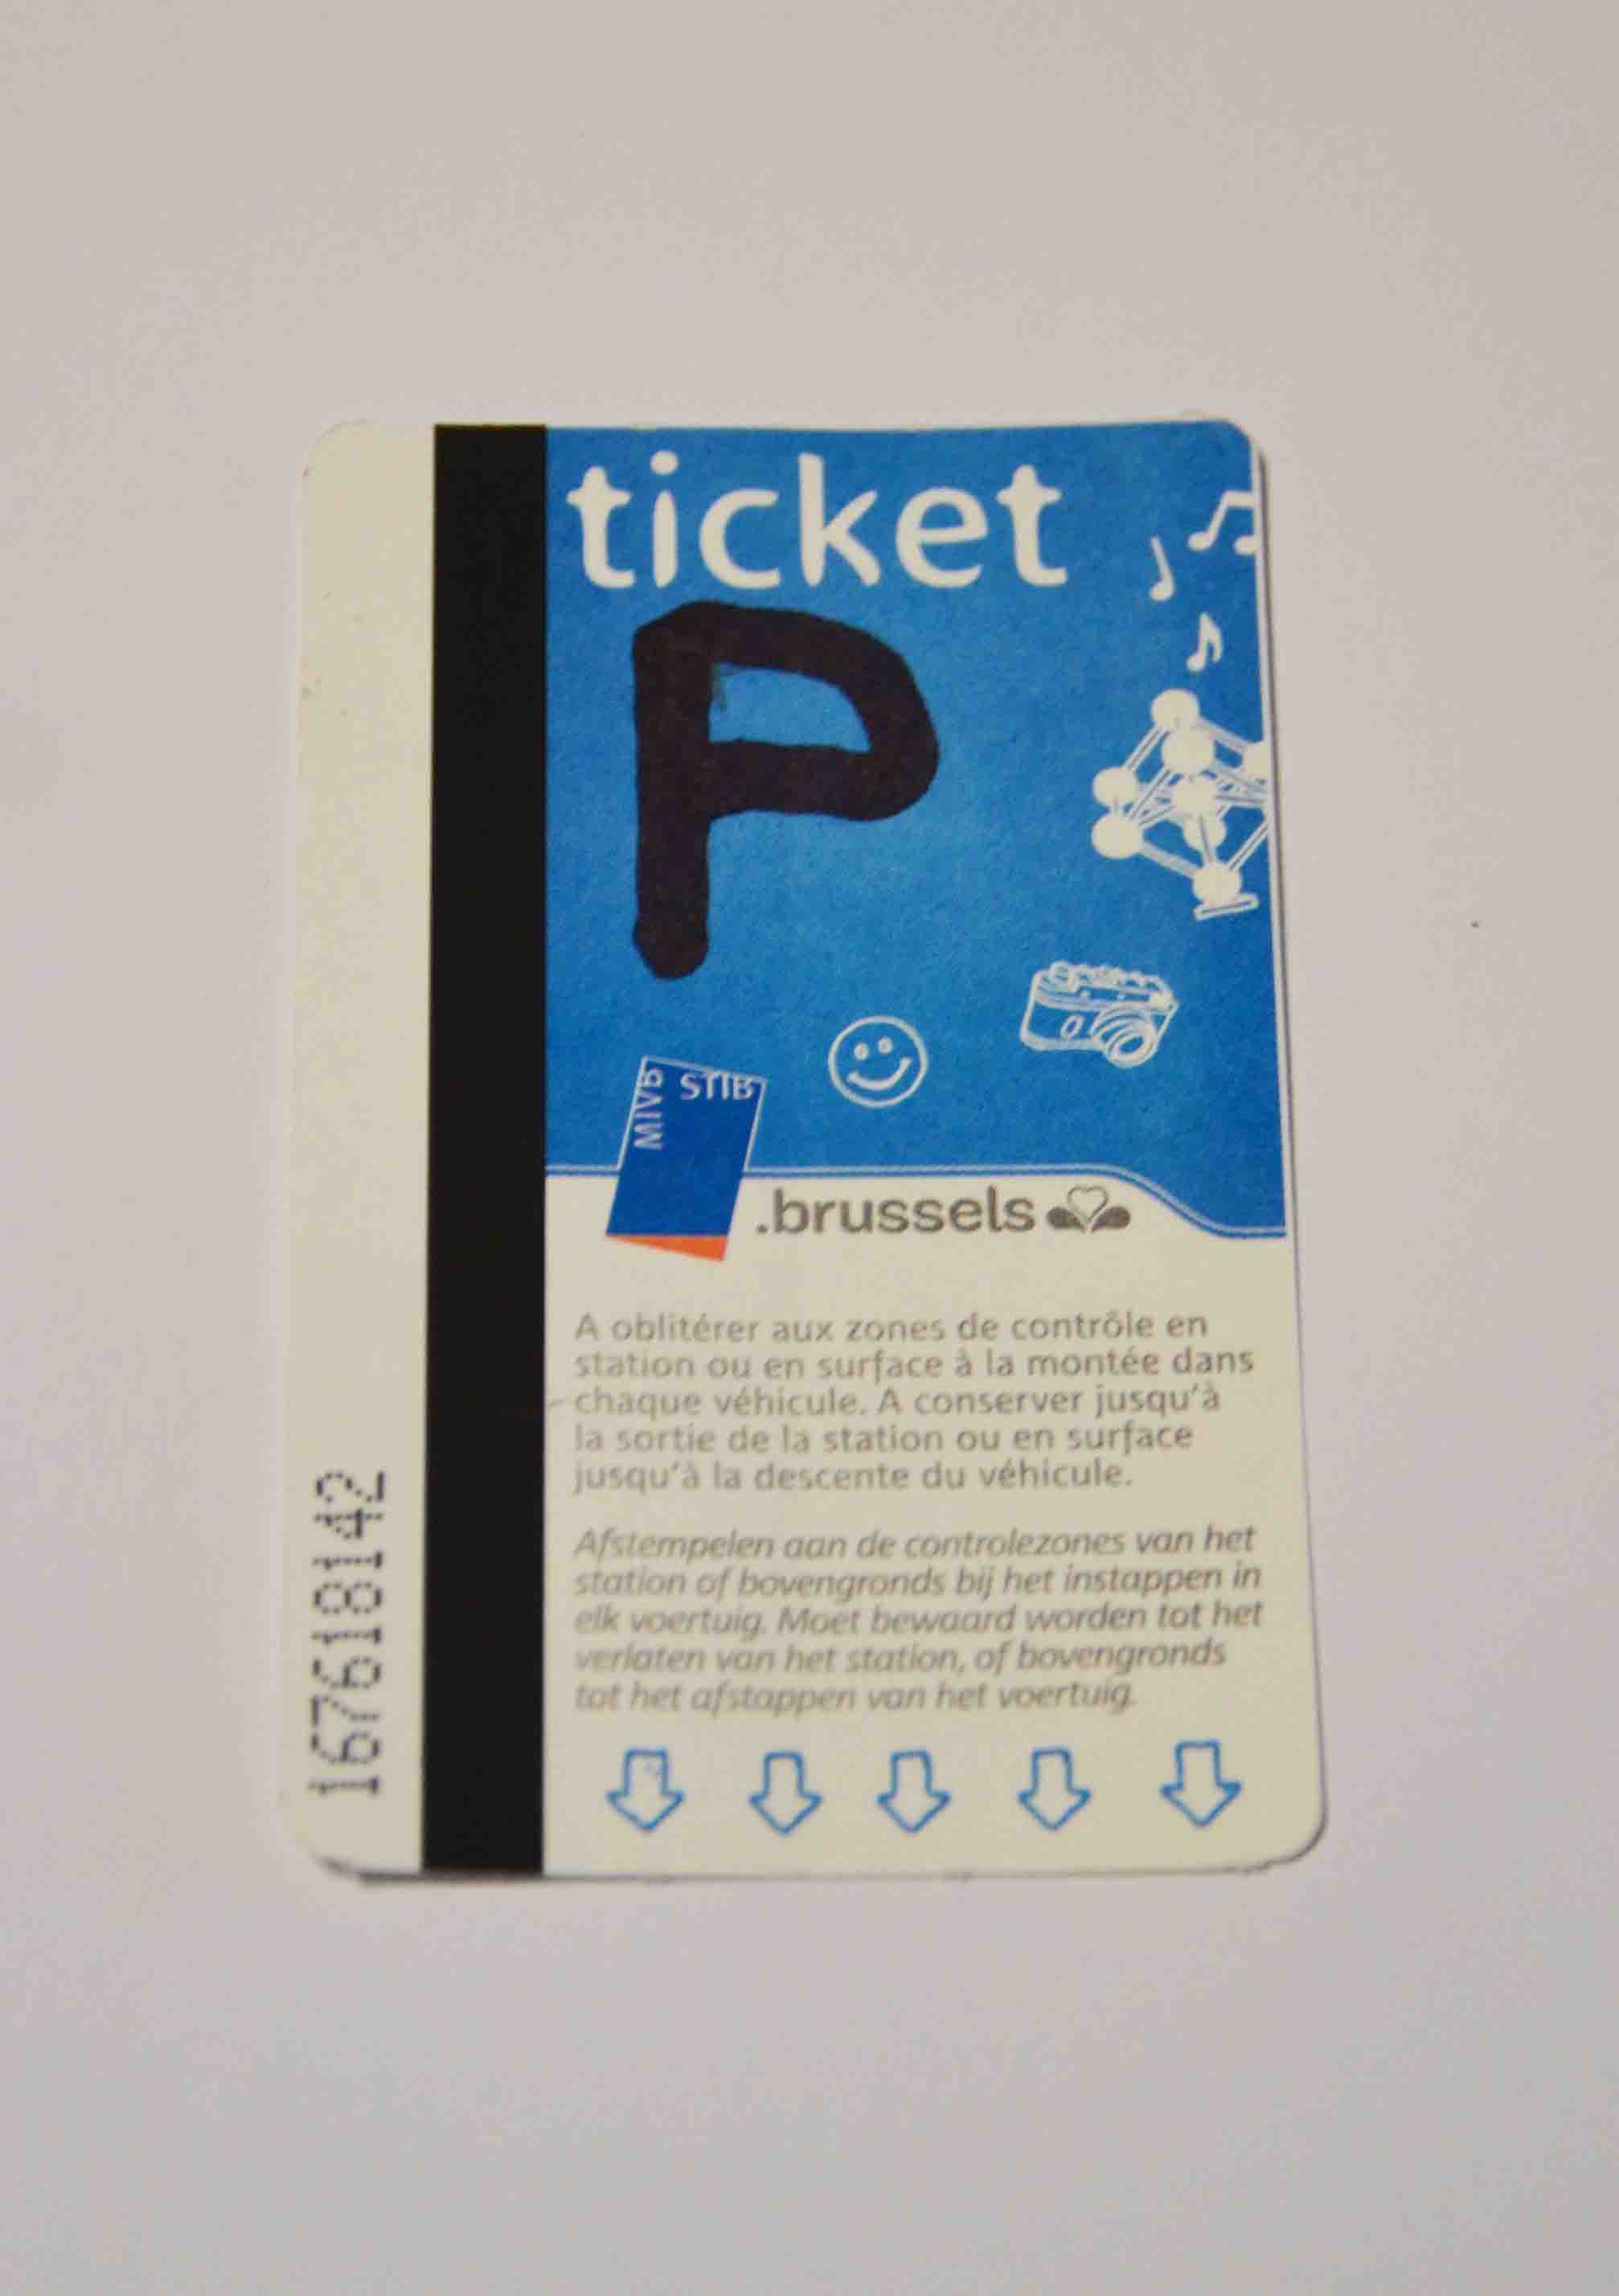 ticket
P
MIVB
STIB
.brussels
A oblitérer aux zones de contrôle en
station ou en surface à la montée dans
chaque véhicule. A conserver jusqu'à
la sortie de la station ou en surface
jusqu'à la descente du véhicule.
Afstempelen aan de controlezones van het
station of bovengronds bij het instappen in
elk voertuig. Moet bewaard worden tot het
verlaten van het station, of bovengronds
tot het afstappen van het voertuig.
167618142